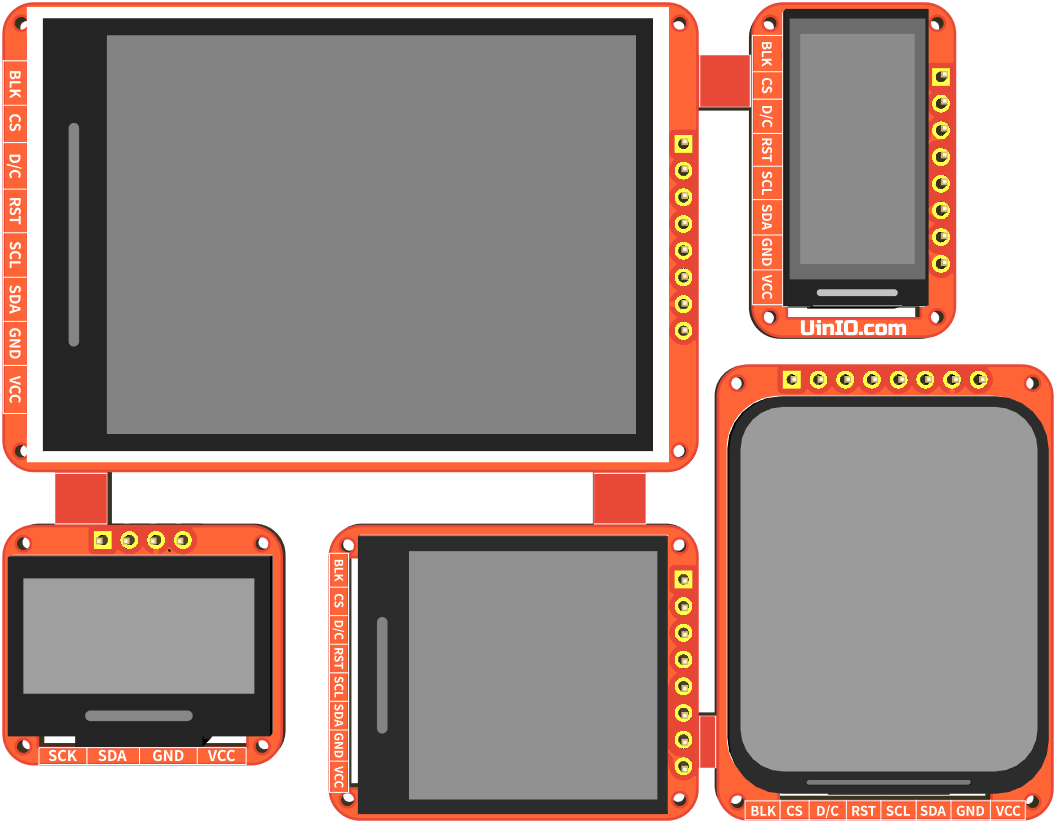 BLK
CS
D/C
RST
SCL
SDA
GND
VCC
BLK
CS
D/C
RST
SCL
SDA
GND
VCC
UinIO.com
SCK SDA GND VCC
BLK
CS
D/C
RST
SCL
SDA
GND
VCC
BLK CS D/C RST SCL SDA GND VCC